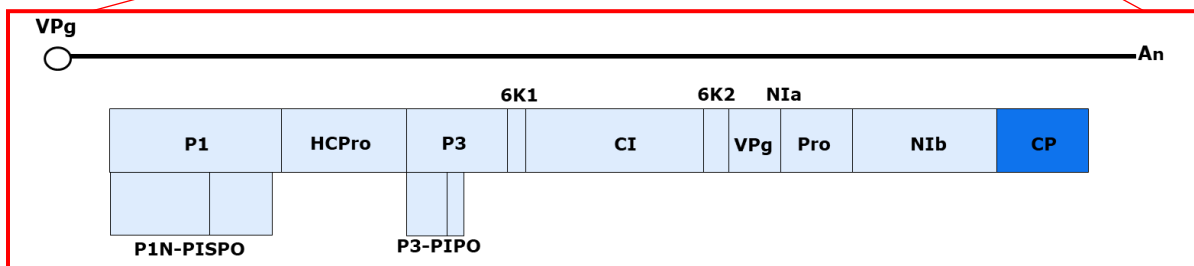 VPg
An
6K1 6K2 NIa
P1 HCPro P3 CI VPg Pro NIb CP
P1N-PISPO P3-PIPO